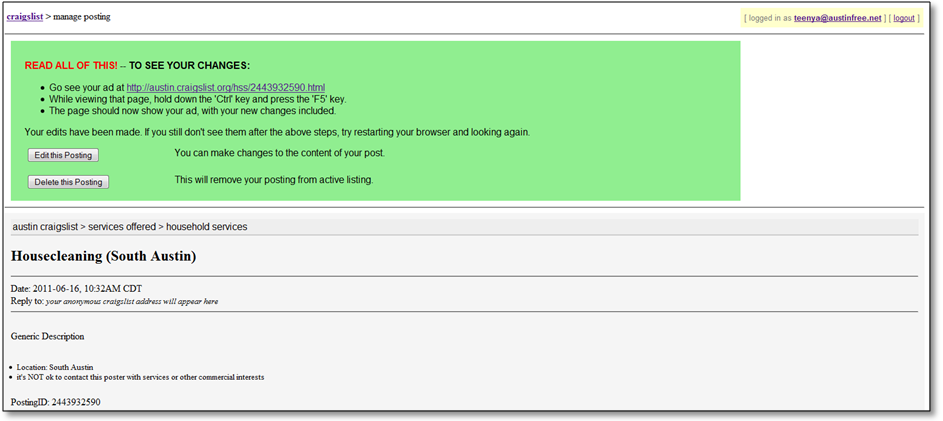 craigslist > manage posting
[ logged in as teenya@austinfree.net ] [ logout ]
READ ALL OF THIS! -- TO SEE YOUR CHANGES:
• Go see your ad at http://austin.craigslist.org/hss/2443932590.html
• While viewing that page, hold down the 'Ctrl' key and press the 'F5' key.
• The page should now show your ad, with your new changes included.
Your edits have been made. If you still don't see them after the above steps, try restarting your browser and looking again.
Edit this Posting You can make changes to the content of your post.
Delete this Posting This will remove your posting from active listing.
austin craigslist > services offered > household services
Housecleaning (South Austin)
Date: 2011-06-16, 10:32AM CDT
Reply to: your anonymous craigslist address will appear here
Generic Description
• Location: South Austin
• it's NOT ok to contact this poster with services or other commercial interests
PostingID: 2443932590